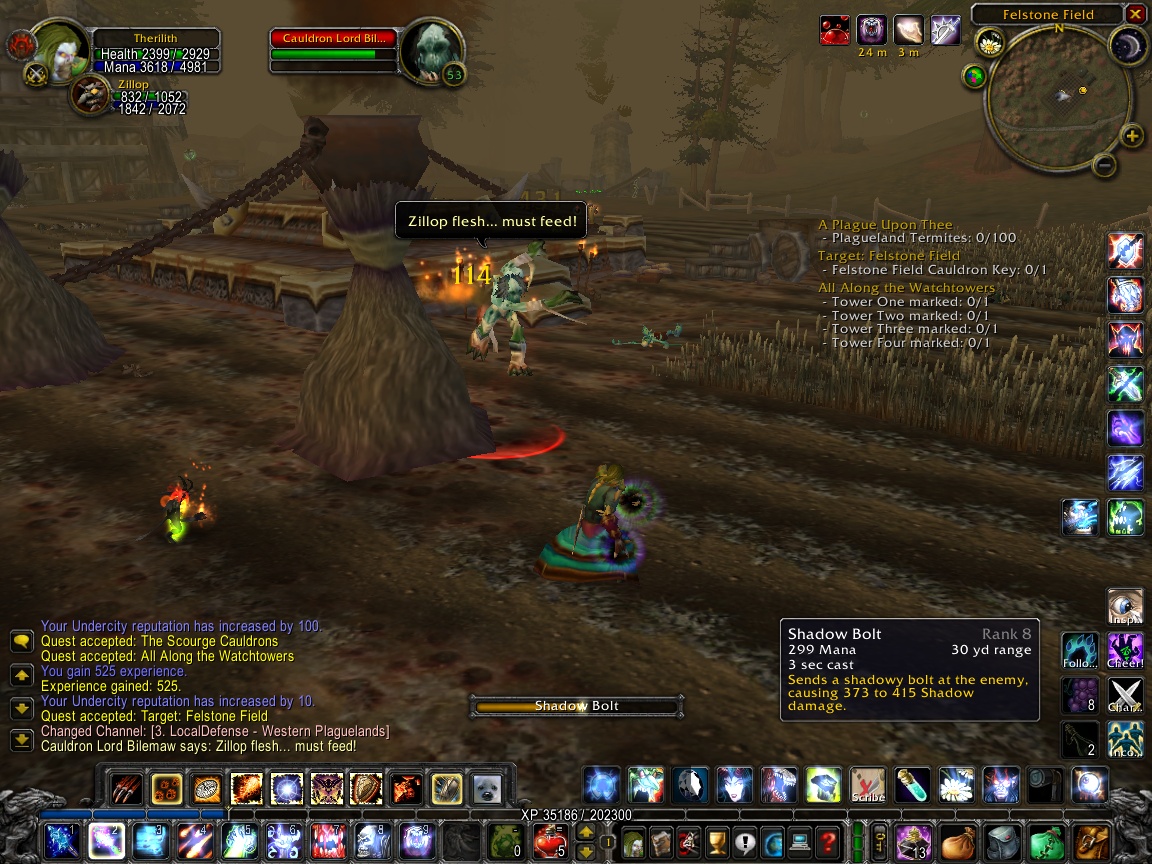 Therilith
Health 2399 / 2929
Mana 3618 / 4981
Zillop
832 / 1052
1842 / 2072
Cauldron Lord Bil...
53
24 m
3 m
Felstone Field
N
Zillop flesh... must feed!
114
A Plague Upon Thee
- Plagueland Termites: 0/100
Target: Felstone Field
- Felstone Field Cauldron Key: 0/1
All Along the Watchtowers
- Tower One marked: 0/1
- Tower Two marked: 0/1
- Tower Three marked: 0/1
- Tower Four marked: 0/1
Your Undercity reputation has increased by 100.
Quest accepted: The Scourge Cauldrons
Quest accepted: All Along the Watchtowers
You gain 525 experience.
Experience gained: 525.
Your Undercity reputation has increased by 10.
Quest accepted: Target: Felstone Field
Changed Channel: [3. LocalDefense - Western Plaguelands]
Cauldron Lord Bilemaw says: Zillop flesh... must feed!
Shadow Bolt
Shadow Bolt Rank 8
299 Mana 30 yd range
3 sec cast
Sends a shadowy bolt at the enemy,
causing 373 to 415 Shadow
damage.
Follo...
Cheer!
8
2
Scribe
XP 35186 / 202300
1 2 3 4 5 6 7 8 9
0
5
1
13